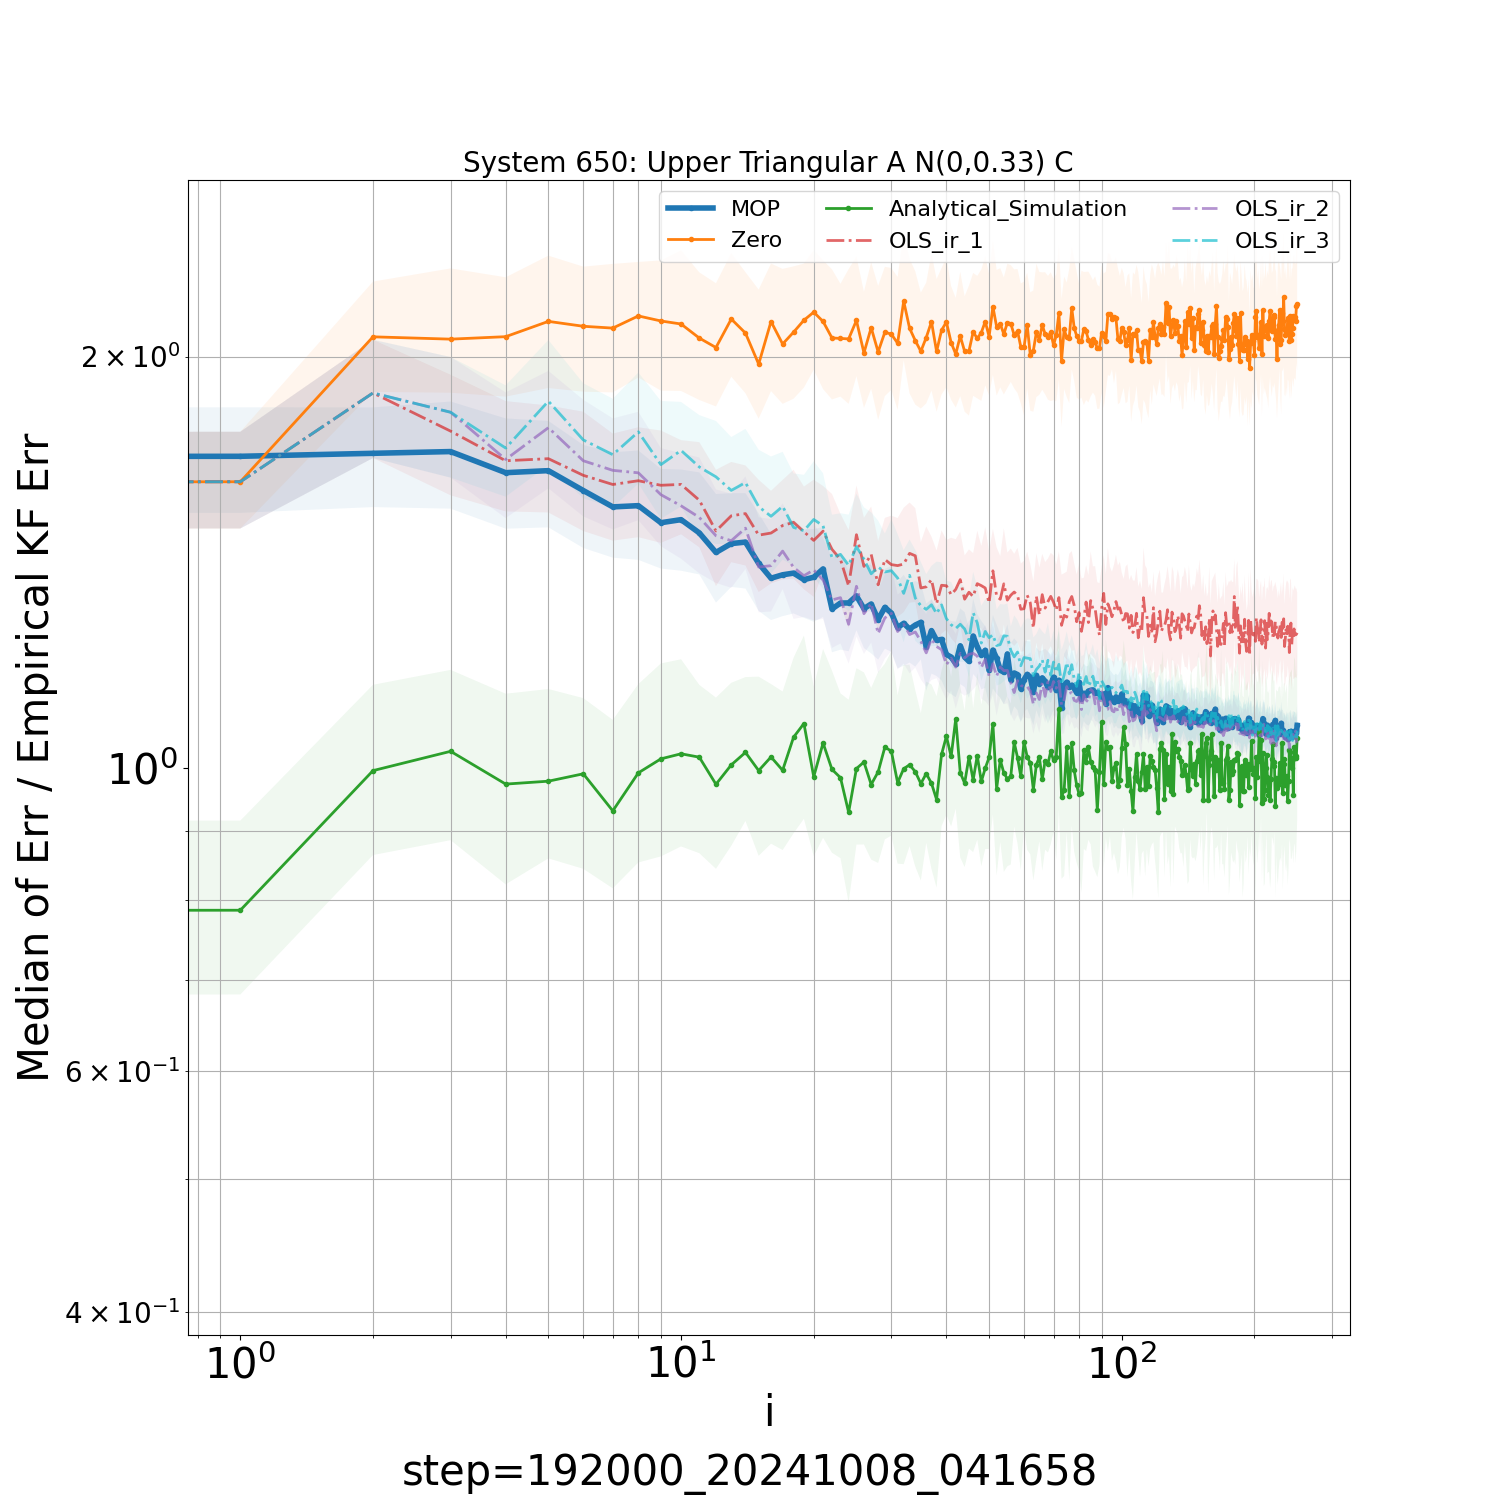 System 650: Upper Triangular A N(0,0.33) C
MOP
Zero
Analytical_Simulation
OLS_ir_1
OLS_ir_2
OLS_ir_3
Median of Err / Empirical KF Err
2 × 10⁰
10⁰
6 × 10⁻¹
4 × 10⁻¹
10⁰ 10¹ 10²
i
step=192000_20241008_041658